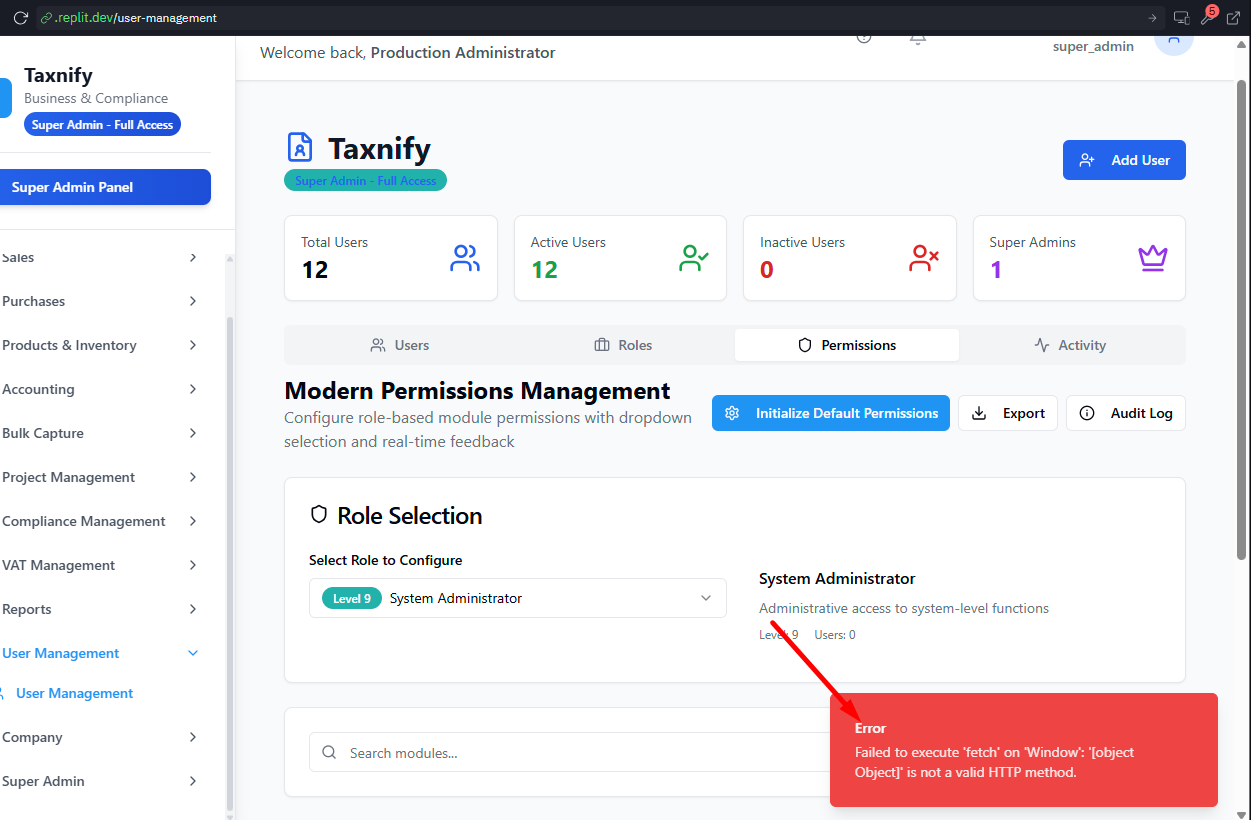 .replit.dev/user-management
5
Taxnify
Business & Compliance
Super Admin - Full Access
Super Admin Panel
Sales
Purchases
Products & Inventory
Accounting
Bulk Capture
Project Management
Compliance Management
VAT Management
Reports
User Management
User Management
Company
Super Admin
Welcome back, Production Administrator
super_admin
Taxnify
Super Admin - Full Access
Add User
Total Users
12
Active Users
12
Inactive Users
0
Super Admins
1
Users
Roles
Permissions
Activity
Modern Permissions Management
Configure role-based module permissions with dropdown
selection and real-time feedback
Initialize Default Permissions
Export
Audit Log
Role Selection
Select Role to Configure
Level 9 System Administrator
System Administrator
Administrative access to system-level functions
Level: 9 Users: 0
Search modules...
Error
Failed to execute 'fetch' on 'Window': '[object
Object]' is not a valid HTTP method.